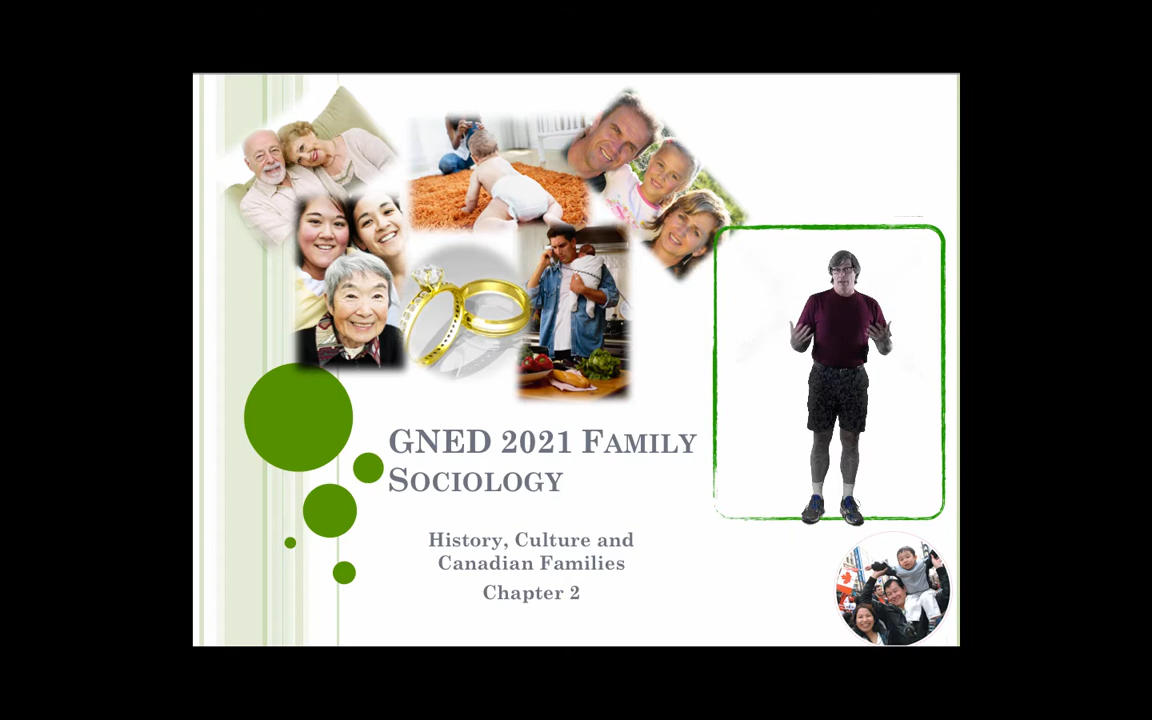 GNED 2021 FAMILY
SOCIOLOGY
History, Culture and
Canadian Families
Chapter 2